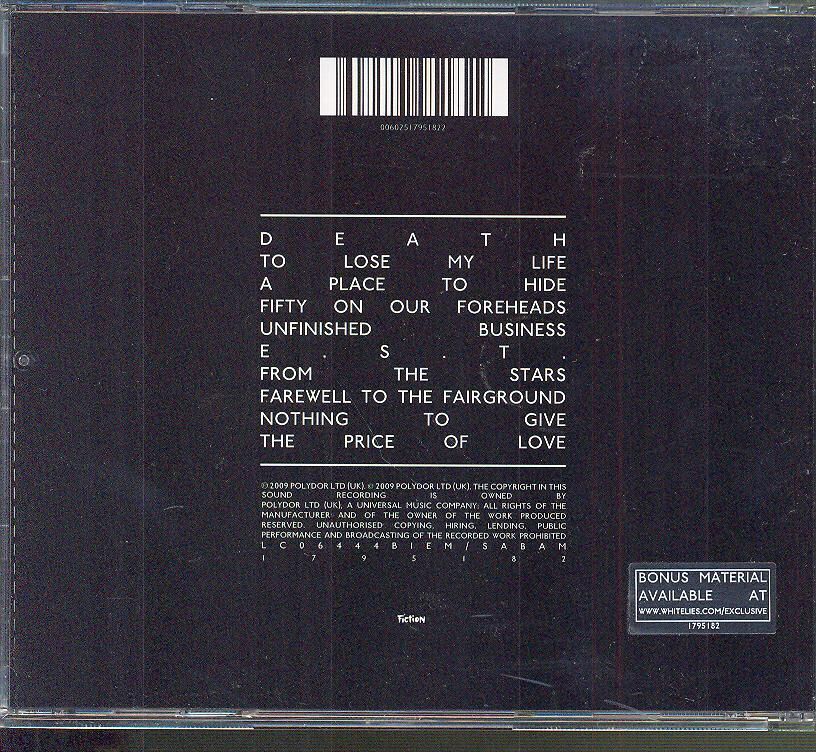 00602517951822
D E A T H
TO LOSE MY LIFE
A PLACE TO HIDE
FIFTY ON OUR FOREHEADS
UNFINISHED BUSINESS
E . S . T .
FROM THE STARS
FAREWELL TO THE FAIRGROUND
NOTHING TO GIVE
THE PRICE OF LOVE
℗ 2009 POLYDOR LTD (UK). © 2009 POLYDOR LTD (UK). THE COPYRIGHT IN THIS
SOUND RECORDING IS OWNED BY
POLYDOR LTD (UK), A UNIVERSAL MUSIC COMPANY. ALL RIGHTS OF THE
MANUFACTURER AND OF THE OWNER OF THE WORK PRODUCED
RESERVED. UNAUTHORISED COPYING, HIRING, LENDING, PUBLIC
PERFORMANCE AND BROADCASTING OF THE RECORDED WORK PROHIBITED
L C 0 6 4 4 4 B I E M / S A B A M
1 7 9 5 1 8 2
Fiction
BONUS MATERIAL
AVAILABLE AT
WWW.WHITELIES.COM/EXCLUSIVE
1795182